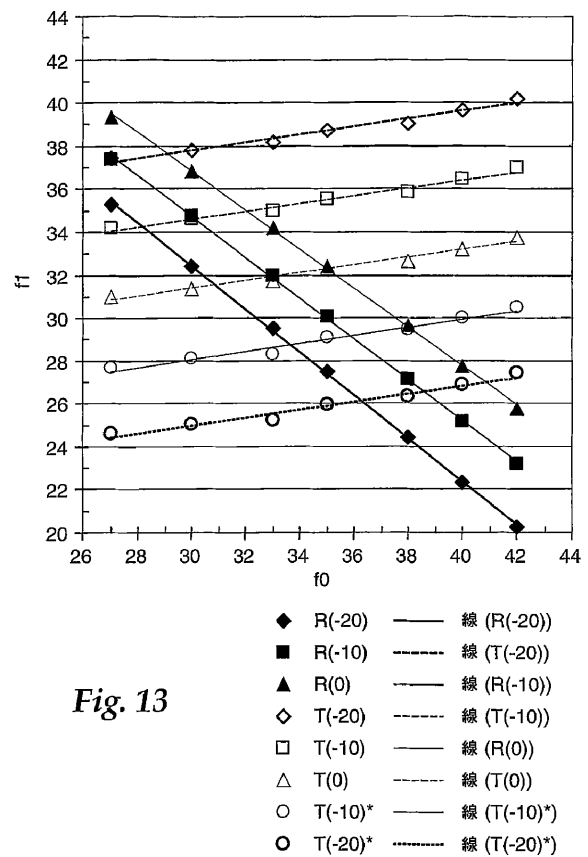 44
42
40
38
36
34
32
30
28
26
24
22
20
f1
26 28 30 32 34 36 38 40 42 44
f0
R(-20) 線 (R(-20))
R(-10) 線 (T(-20))
R(0) 線 (R(-10))
T(-20) 線 (T(-10))
T(-10) 線 (R(0))
T(0) 線 (T(0))
T(-10)* 線 (T(-10)*)
T(-20)* 線 (T(-20)*)
Fig. 13